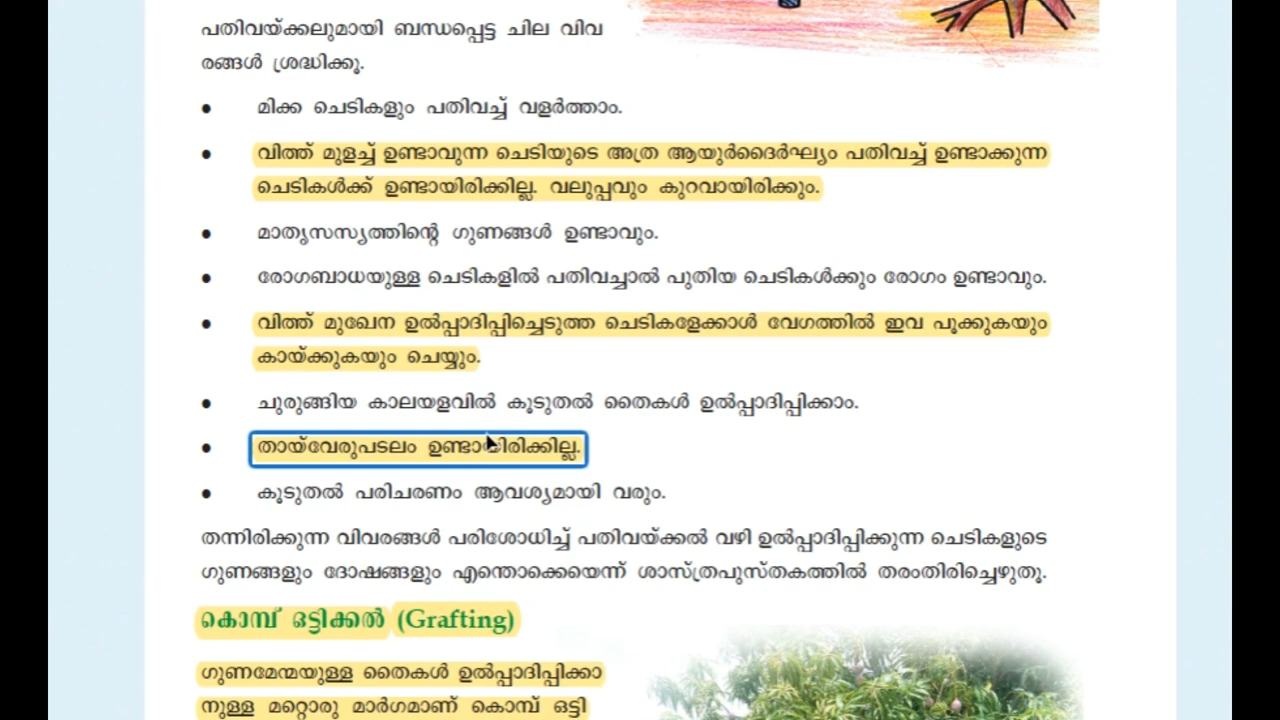 പതിവയ്ക്കലുമായി ബന്ധപ്പെട്ട ചില വിവ
രങ്ങൾ ശ്രദ്ധിക്കൂ.
● മിക്ക ചെടികളും പതിവച്ച് വളർത്താം.
● വിത്ത് മുളച്ച് ഉണ്ടാവുന്ന ചെടിയുടെ അത്ര ആയുർദൈർഘ്യം പതിവച്ച് ഉണ്ടാക്കുന്ന
ചെടികൾക്ക് ഉണ്ടായിരിക്കില്ല. വലുപ്പവും കുറവായിരിക്കും.
● മാതൃസസ്യത്തിന്റെ ഗുണങ്ങൾ ഉണ്ടാവും.
● രോഗബാധയുള്ള ചെടികളിൽ പതിവച്ചാൽ പുതിയ ചെടികൾക്കും രോഗം ഉണ്ടാവും.
● വിത്ത് മുഖേന ഉൽപ്പാദിപ്പിച്ചെടുത്ത ചെടികളേക്കാൾ വേഗത്തിൽ ഇവ പൂക്കുകയും
കായ്ക്കുകയും ചെയ്യും.
● ചുരുങ്ങിയ കാലയളവിൽ കൂടുതൽ തൈകൾ ഉൽപ്പാദിപ്പിക്കാം.
● തായ്‌വേരുപടലം ഉണ്ടായിരിക്കില്ല.
● കൂടുതൽ പരിചരണം ആവശ്യമായി വരും.
തന്നിരിക്കുന്ന വിവരങ്ങൾ പരിശോധിച്ച് പതിവയ്ക്കൽ വഴി ഉൽപ്പാദിപ്പിക്കുന്ന ചെടികളുടെ
ഗുണങ്ങളും ദോഷങ്ങളും എന്തൊക്കെയെന്ന് ശാസ്ത്രപുസ്തകത്തിൽ തരംതിരിച്ചെഴുതൂ.
കൊമ്പ് ഒട്ടിക്കൽ (Grafting)
ഗുണമേന്മയുള്ള തൈകൾ ഉൽപ്പാദിപ്പിക്കാ
നുള്ള മറ്റൊരു മാർഗമാണ് കൊമ്പ് ഒട്ടി